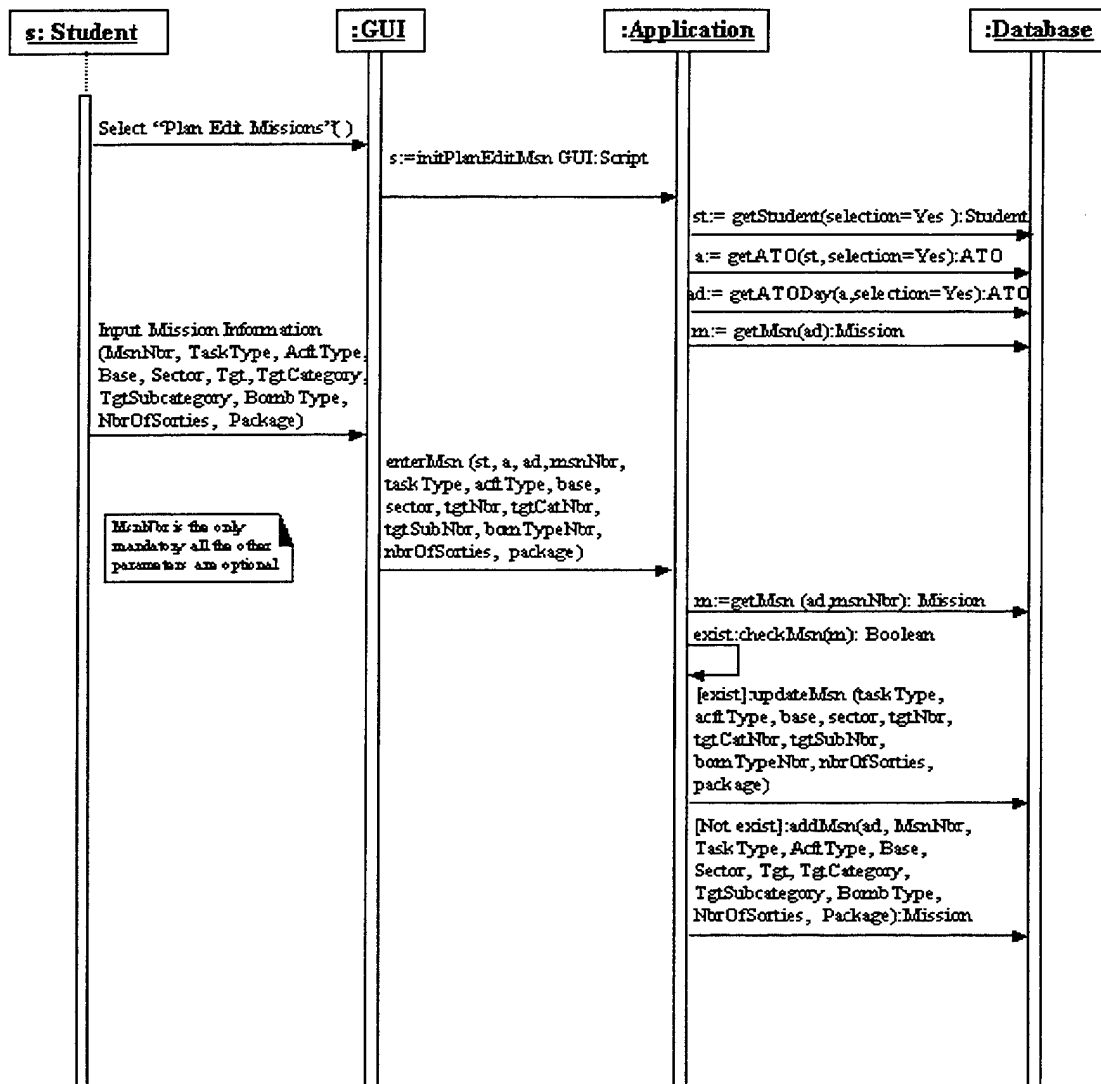 s: Student
:GUI
:Application
:Database
Select “Plan Edit Missions”( )
s:=initPlanEditMsn GUI:Script
st:= getStudent(selection=Yes ):Student
a:= getATO(st,selection=Yes):ATO
ad:= getATODay(a,selection=Yes):ATO
m:= getMsn(ad):Mission
Input Mission Information
(MsnNbr, TaskType, AcftType,
Base, Sector, Tgt, TgtCategory,
TgtSubcategory, BombType,
NbrOfSorties, Package)
enterMsn (st, a, ad,msnNbr,
taskType, acftType, base,
sector, tgtNbr, tgtCatNbr,
tgtSubNbr, bomTypeNbr,
nbrOfSorties, package)
MsnNbr is the only
mandatory all the other
parameters are optional
m:=getMsn (ad,msnNbr): Mission
exist:checkMsn(m): Boolean
[exist]:updateMsn (taskType,
acftType, base, sector, tgtNbr,
tgtCatNbr, tgtSubNbr,
bomTypeNbr, nbrOfSorties,
package)
[Not exist]:addMsn(ad, MsnNbr,
TaskType, AcftType, Base,
Sector, Tgt, TgtCategory,
TgtSubcategory, BombType,
NbrOfSorties, Package):Mission